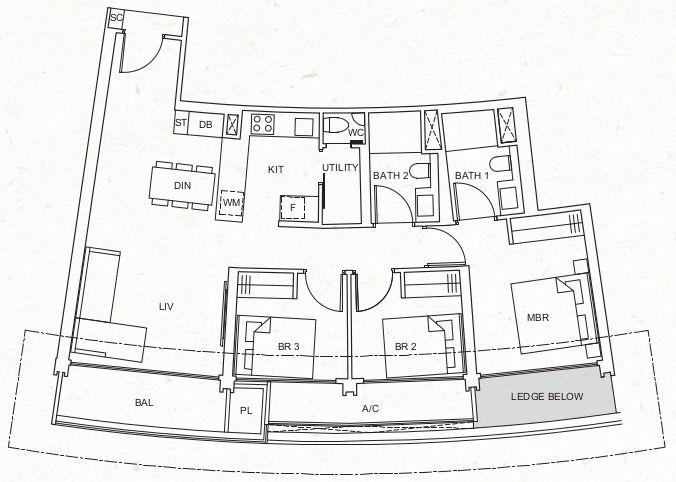 SC
ST
DB
WC
KIT
UTILITY
BATH 2
BATH 1
DIN
WM
F
LIV
MBR
BR 3
BR 2
BAL
PL
A/C
LEDGE BELOW